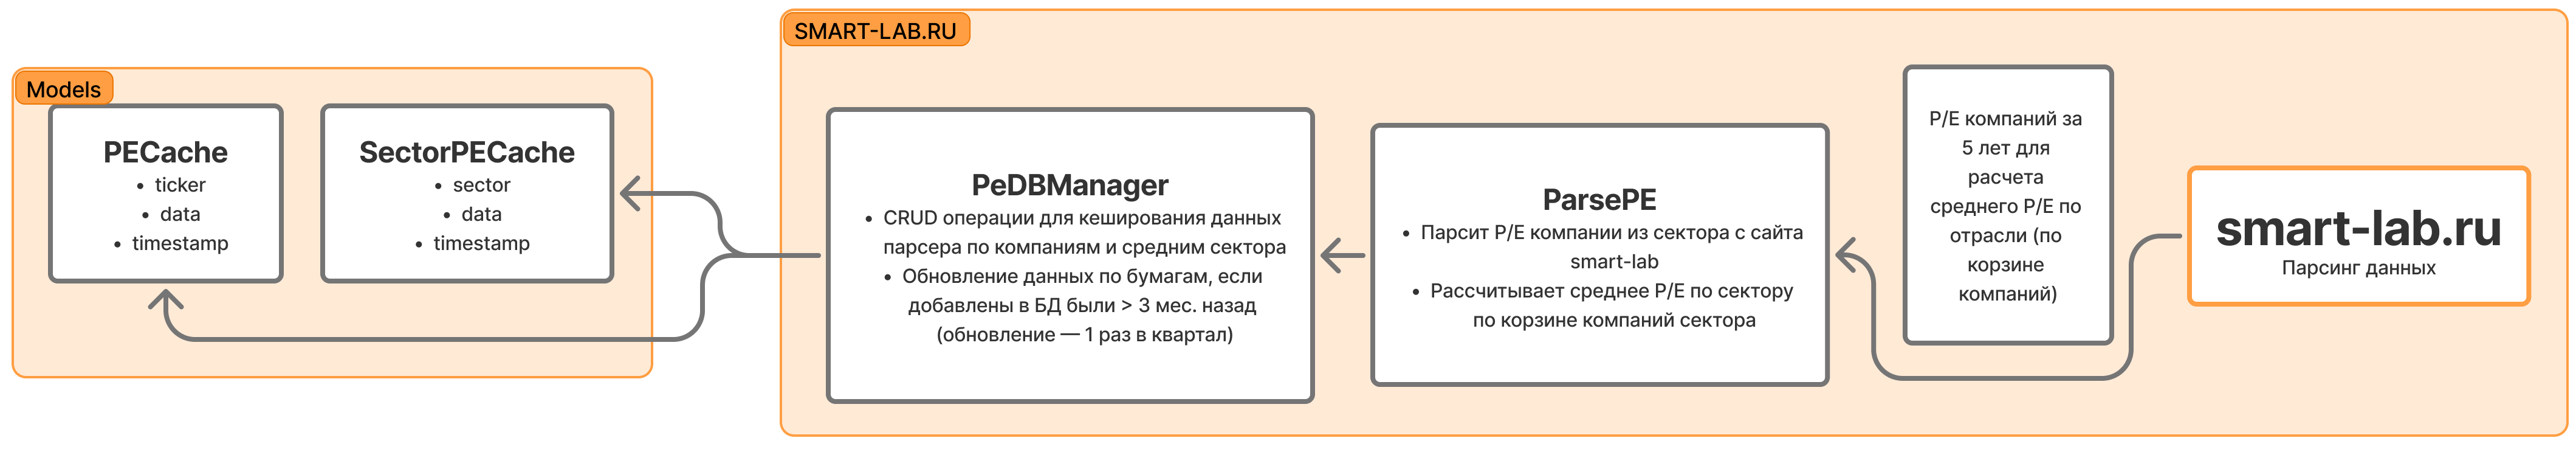 SMART-LAB.RU
Models
PECache
• ticker
• data
• timestamp
SectorPECache
• sector
• data
• timestamp
PeDBManager
• CRUD операции для кеширования данных
парсера по компаниям и средним сектора
• Обновление данных по бумагам, если
добавлены в БД были > 3 мес. назад
(обновление — 1 раз в квартал)
ParsePE
• Парсит P/E компании из сектора с сайта
smart-lab
• Рассчитывает среднее P/E по сектору
по корзине компаний сектора
P/E компаний за
5 лет для
расчета
среднего P/E по
отрасли (по
корзине
компаний)
smart-lab.ru
Парсинг данных